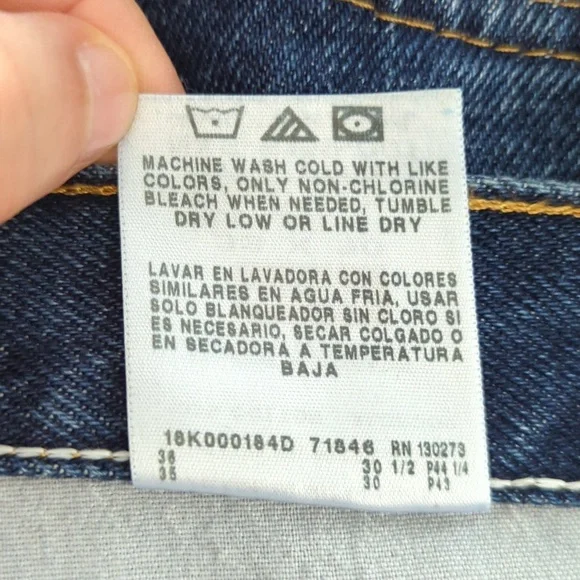 MACHINE WASH COLD WITH LIKE
COLORS, ONLY NON-CHLORINE
BLEACH WHEN NEEDED, TUMBLE
DRY LOW OR LINE DRY
LAVAR EN LAVADORA CON COLORES
SIMILARES EN AGUA FRIA, USAR
SOLO BLANQUEADOR SIN CLORO SI
ES NECESARIO, SECAR COLGADO O
EN SECADORA A TEMPERATURA
BAJA
18K000184D 71846 RN 130273
36 30 1/2 P44 1/4
35 30 P43